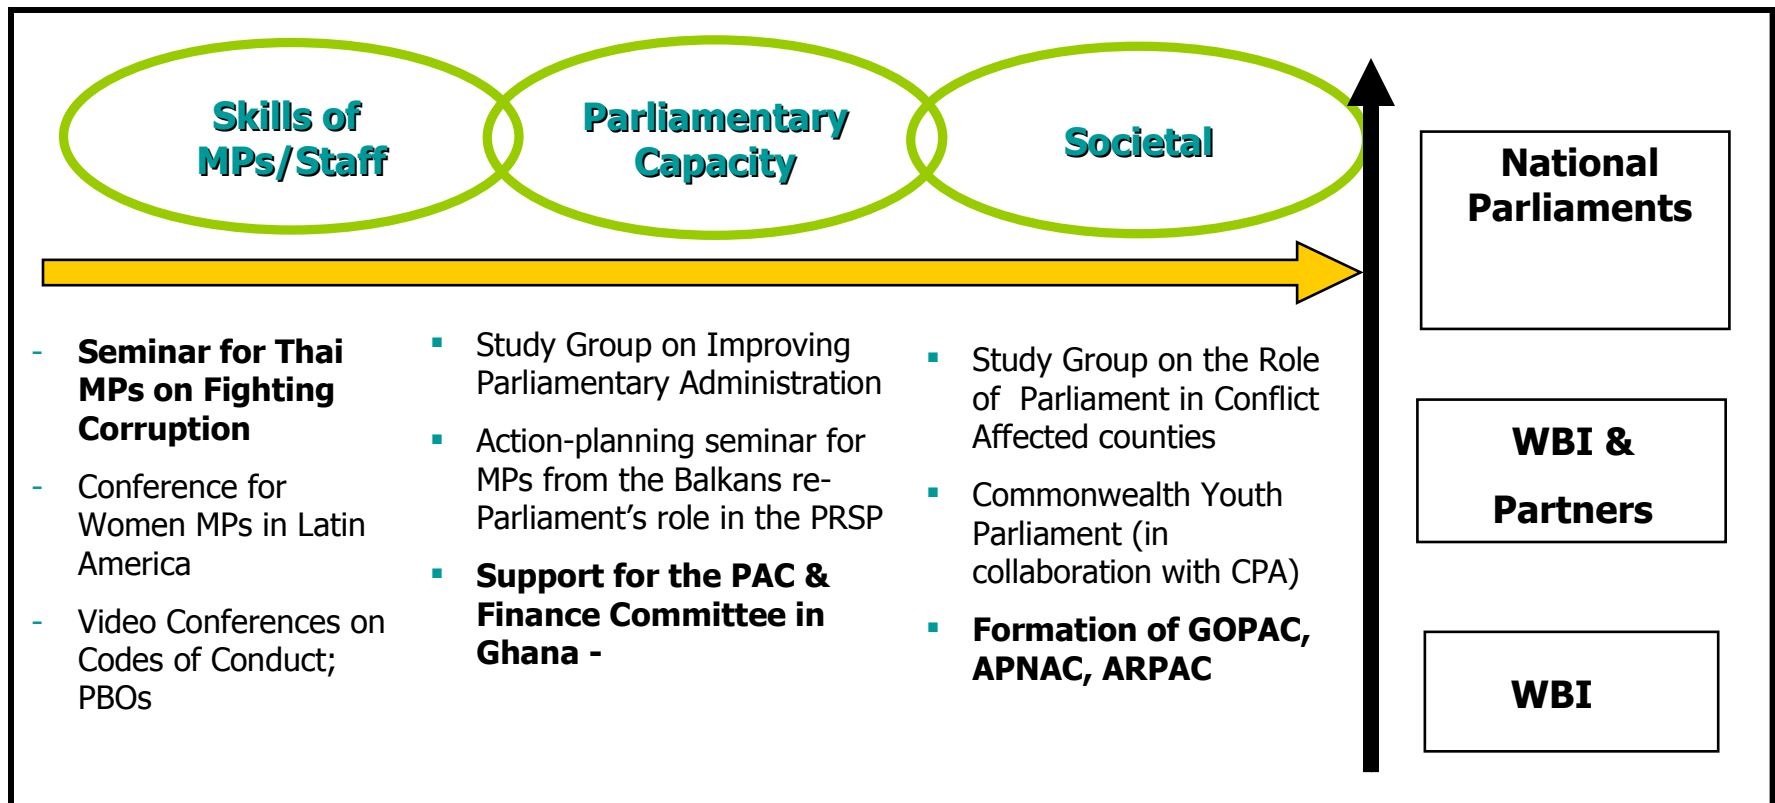 Skills of
MPs/Staff
Parliamentary
Capacity
Societal
- Seminar for Thai
MPs on Fighting
Corruption
- Conference for
Women MPs in Latin
America
- Video Conferences on
Codes of Conduct;
PBOs
▪ Study Group on Improving
Parliamentary Administration
▪ Action-planning seminar for
MPs from the Balkans re-
Parliament’s role in the PRSP
▪ Support for the PAC &
Finance Committee in
Ghana -
▪ Study Group on the Role
of Parliament in Conflict
Affected counties
▪ Commonwealth Youth
Parliament (in
collaboration with CPA)
▪ Formation of GOPAC,
APNAC, ARPAC
National
Parliaments
WBI &
Partners
WBI